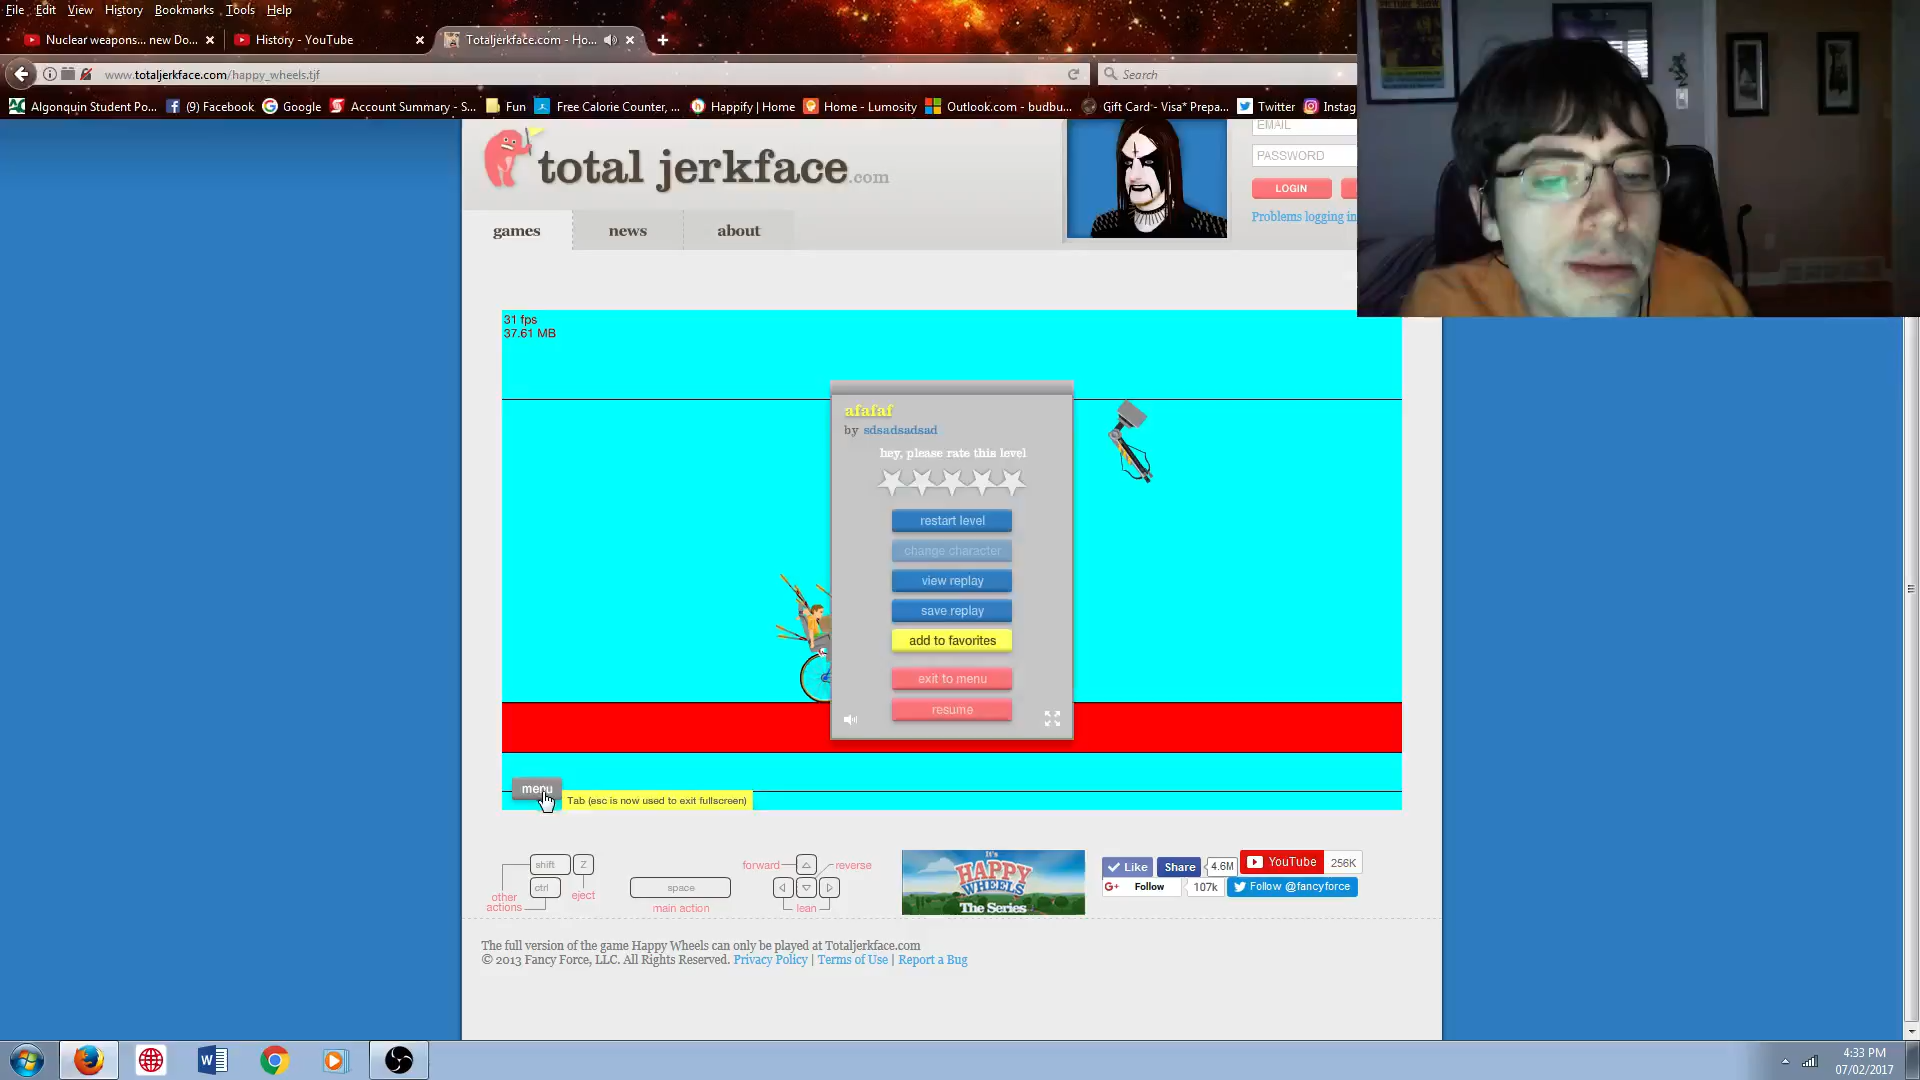 File Edit View History Bookmarks Tools Help
Nuclear weapons... new Do... History - YouTube Totaljerkface.com - Ho...
www.totaljerkface.com/happy_wheels.tjf Search
Algonquin Student Po... (9) Facebook Google Account Summary - S... Fun Free Calorie Counter, ... Happify | Home Home - Lumosity Outlook.com - budbu... Gift Card - Visa* Prepa... Twitter Instag
total jerkface.com
EMAIL
PASSWORD
LOGIN
Problems logging in
games news about
31 fps
37.61 MB
afafaf
by sdsadsadsad
hey, please rate this level
restart level
change character
view replay
save replay
add to favorites
exit to menu
resume
menu
Tab (esc is now used to exit fullscreen)
shift Z
ctrl
other actions
eject
space
main action
forward reverse
lean
It's HAPPY WHEELS The Series
Like Share 4.6M YouTube 256K
G+ Follow 107k Follow @fancyforce
The full version of the game Happy Wheels can only be played at Totaljerkface.com
© 2013 Fancy Force, LLC. All Rights Reserved. Privacy Policy | Terms of Use | Report a Bug
4:33 PM
07/02/2017